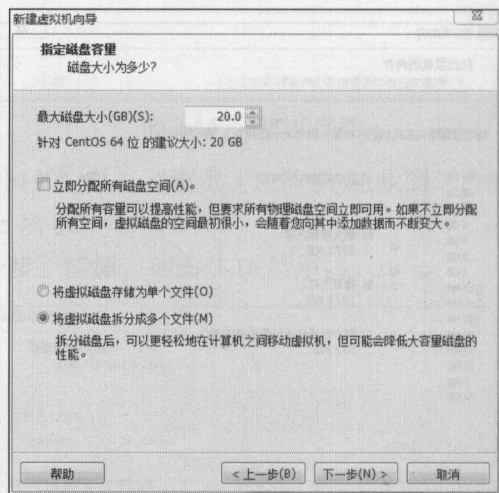 新建虚拟机向导
指定磁盘容量
磁盘大小为多少?
最大磁盘大小(GB)(S): 20.0
针对 CentOS 64 位 的建议大小: 20 GB
立即分配所有磁盘空间(A)。
分配所有容量可以提高性能，但要求所有物理磁盘空间立即可用。如果不立即分配
所有空间，虚拟磁盘的空间最初很小，会随着您向其中添加数据而不断变大。
将虚拟磁盘存储为单个文件(O)
将虚拟磁盘拆分成多个文件(M)
拆分磁盘后，可以更轻松地在计算机之间移动虚拟机，但可能会降低大容量磁盘的
性能。
帮助 < 上一步(B) 下一步(N) > 取消